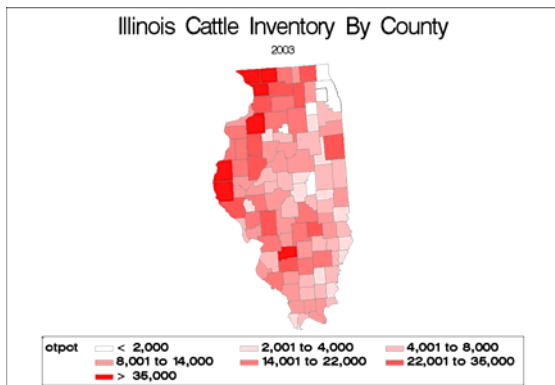 Illinois Cattle Inventory By County
2003
ctpot < 2,000 2,001 to 4,000 4,001 to 8,000
8,001 to 14,000 14,001 to 22,000 22,001 to 35,000
> 35,000